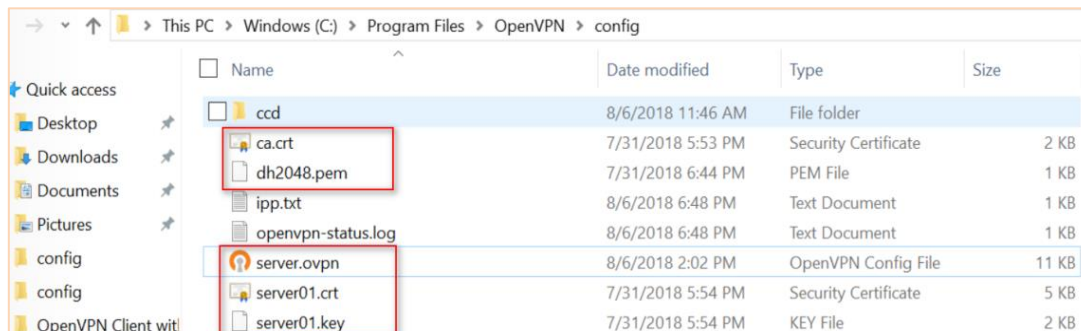 This PC > Windows (C:) > Program Files > OpenVPN > config
Name Date modified Type Size
Quick access
Desktop
Downloads
Documents
Pictures
config
config
OpenVPN Client wit
ccd 8/6/2018 11:46 AM File folder
ca.crt 7/31/2018 5:53 PM Security Certificate 2 KB
dh2048.pem 7/31/2018 6:44 PM PEM File 1 KB
ipp.txt 8/6/2018 6:48 PM Text Document 1 KB
openvpn-status.log 8/6/2018 6:48 PM Text Document 1 KB
server.ovpn 8/6/2018 2:02 PM OpenVPN Config File 11 KB
server01.crt 7/31/2018 5:54 PM Security Certificate 5 KB
server01.key 7/31/2018 5:54 PM KEY File 2 KB